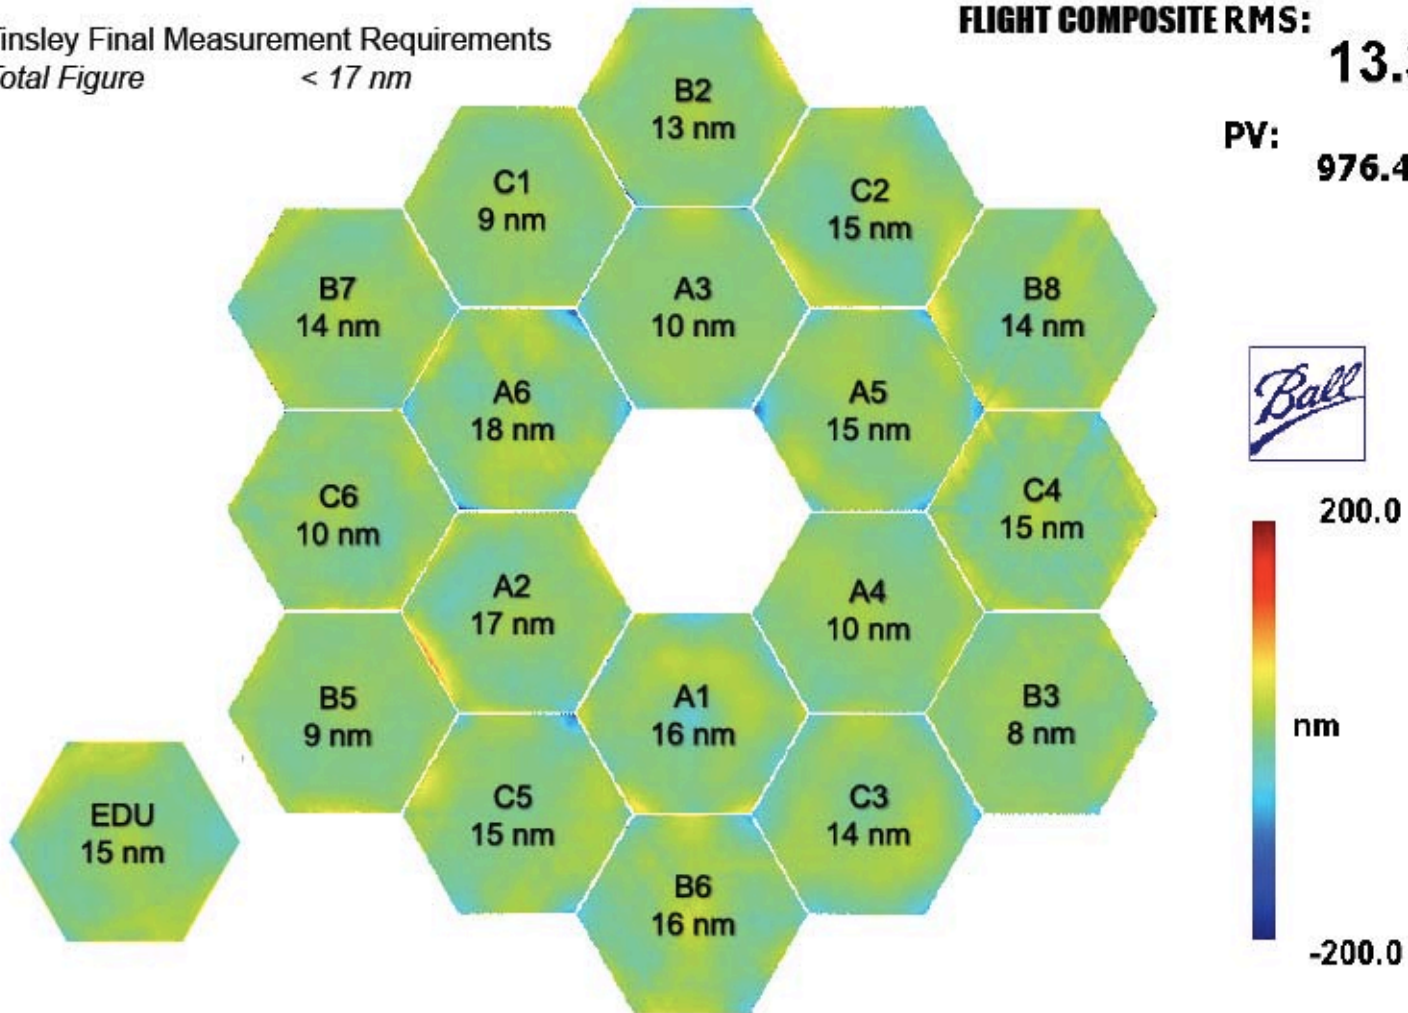 insley Final Measurement Requirements
otal Figure < 17 nm
FLIGHT COMPOSITE RMS:
13.
PV:
976.4
B2
13 nm
C1
9 nm
C2
15 nm
B7
14 nm
A3
10 nm
B8
14 nm
A6
18 nm
A5
15 nm
C6
10 nm
C4
15 nm
A2
17 nm
A4
10 nm
B5
9 nm
A1
16 nm
B3
8 nm
C5
15 nm
C3
14 nm
B6
16 nm
EDU
15 nm
Ball
200.0
nm
-200.0